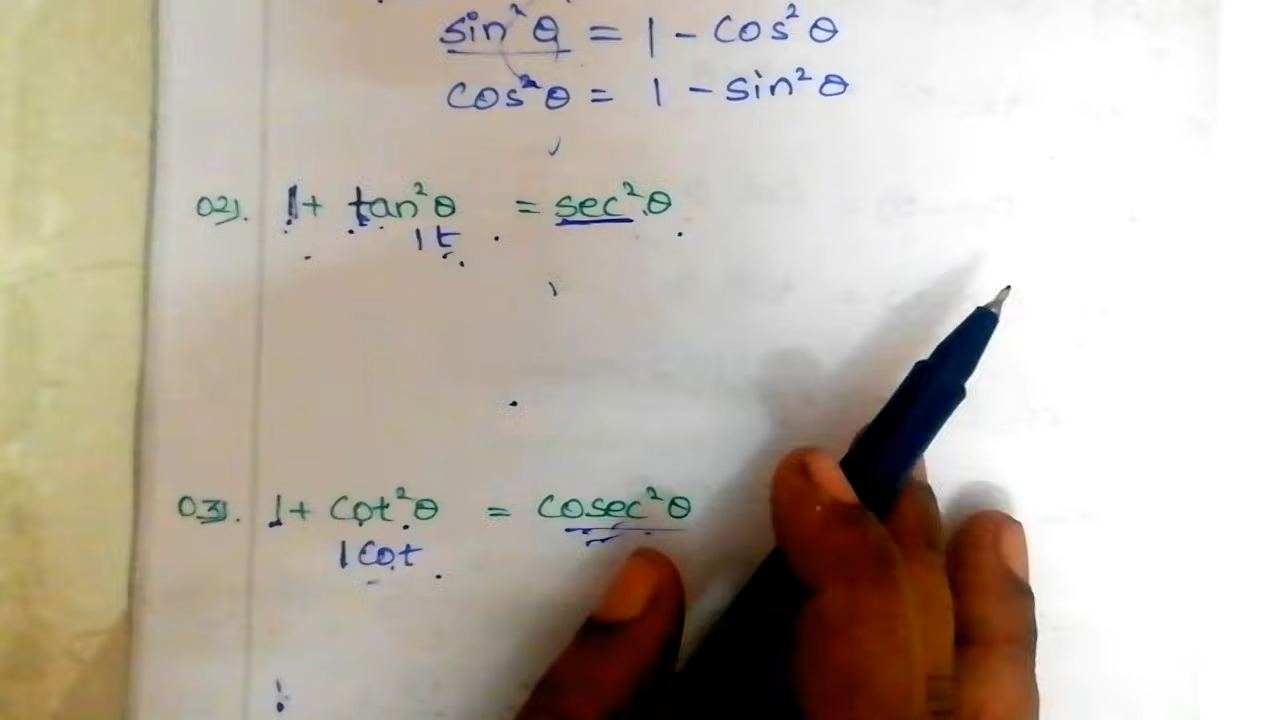 sin²θ = 1 - cos²θ
cos²θ = 1 - sin²θ
02). 1 + tan²θ = sec²θ
1t
03). 1 + cot²θ = cosec²θ
1cot